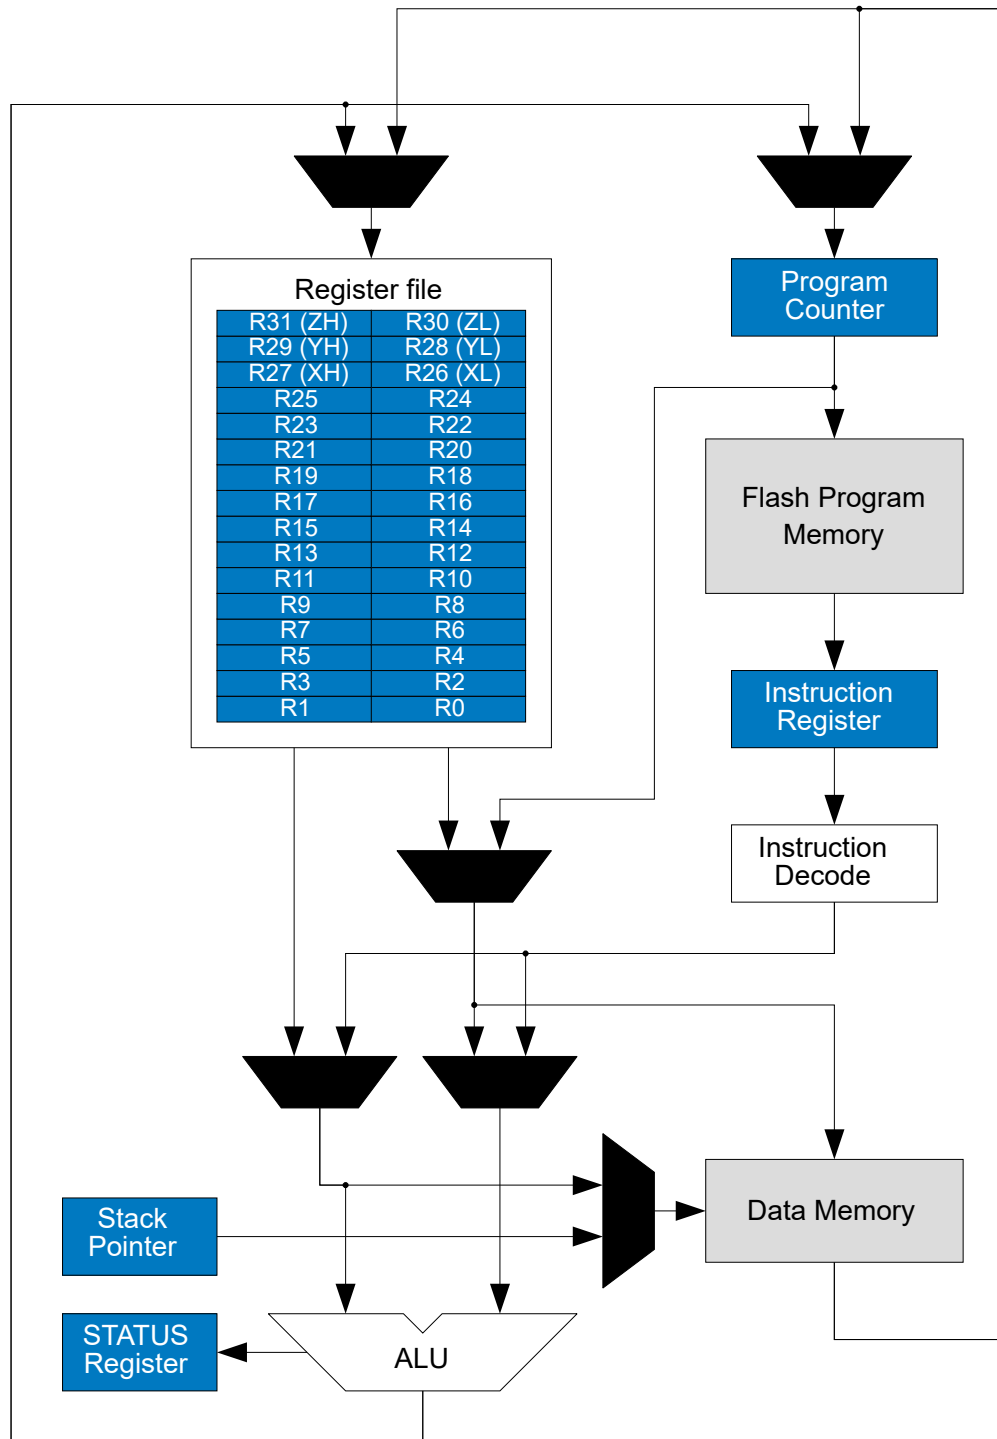 Register file
R31 (ZH) R30 (ZL)
R29 (YH) R28 (YL)
R27 (XH) R26 (XL)
R25 R24
R23 R22
R21 R20
R19 R18
R17 R16
R15 R14
R13 R12
R11 R10
R9 R8
R7 R6
R5 R4
R3 R2
R1 R0
Program
Counter
Flash Program
Memory
Instruction
Register
Instruction
Decode
Data Memory
Stack
Pointer
STATUS
Register
ALU